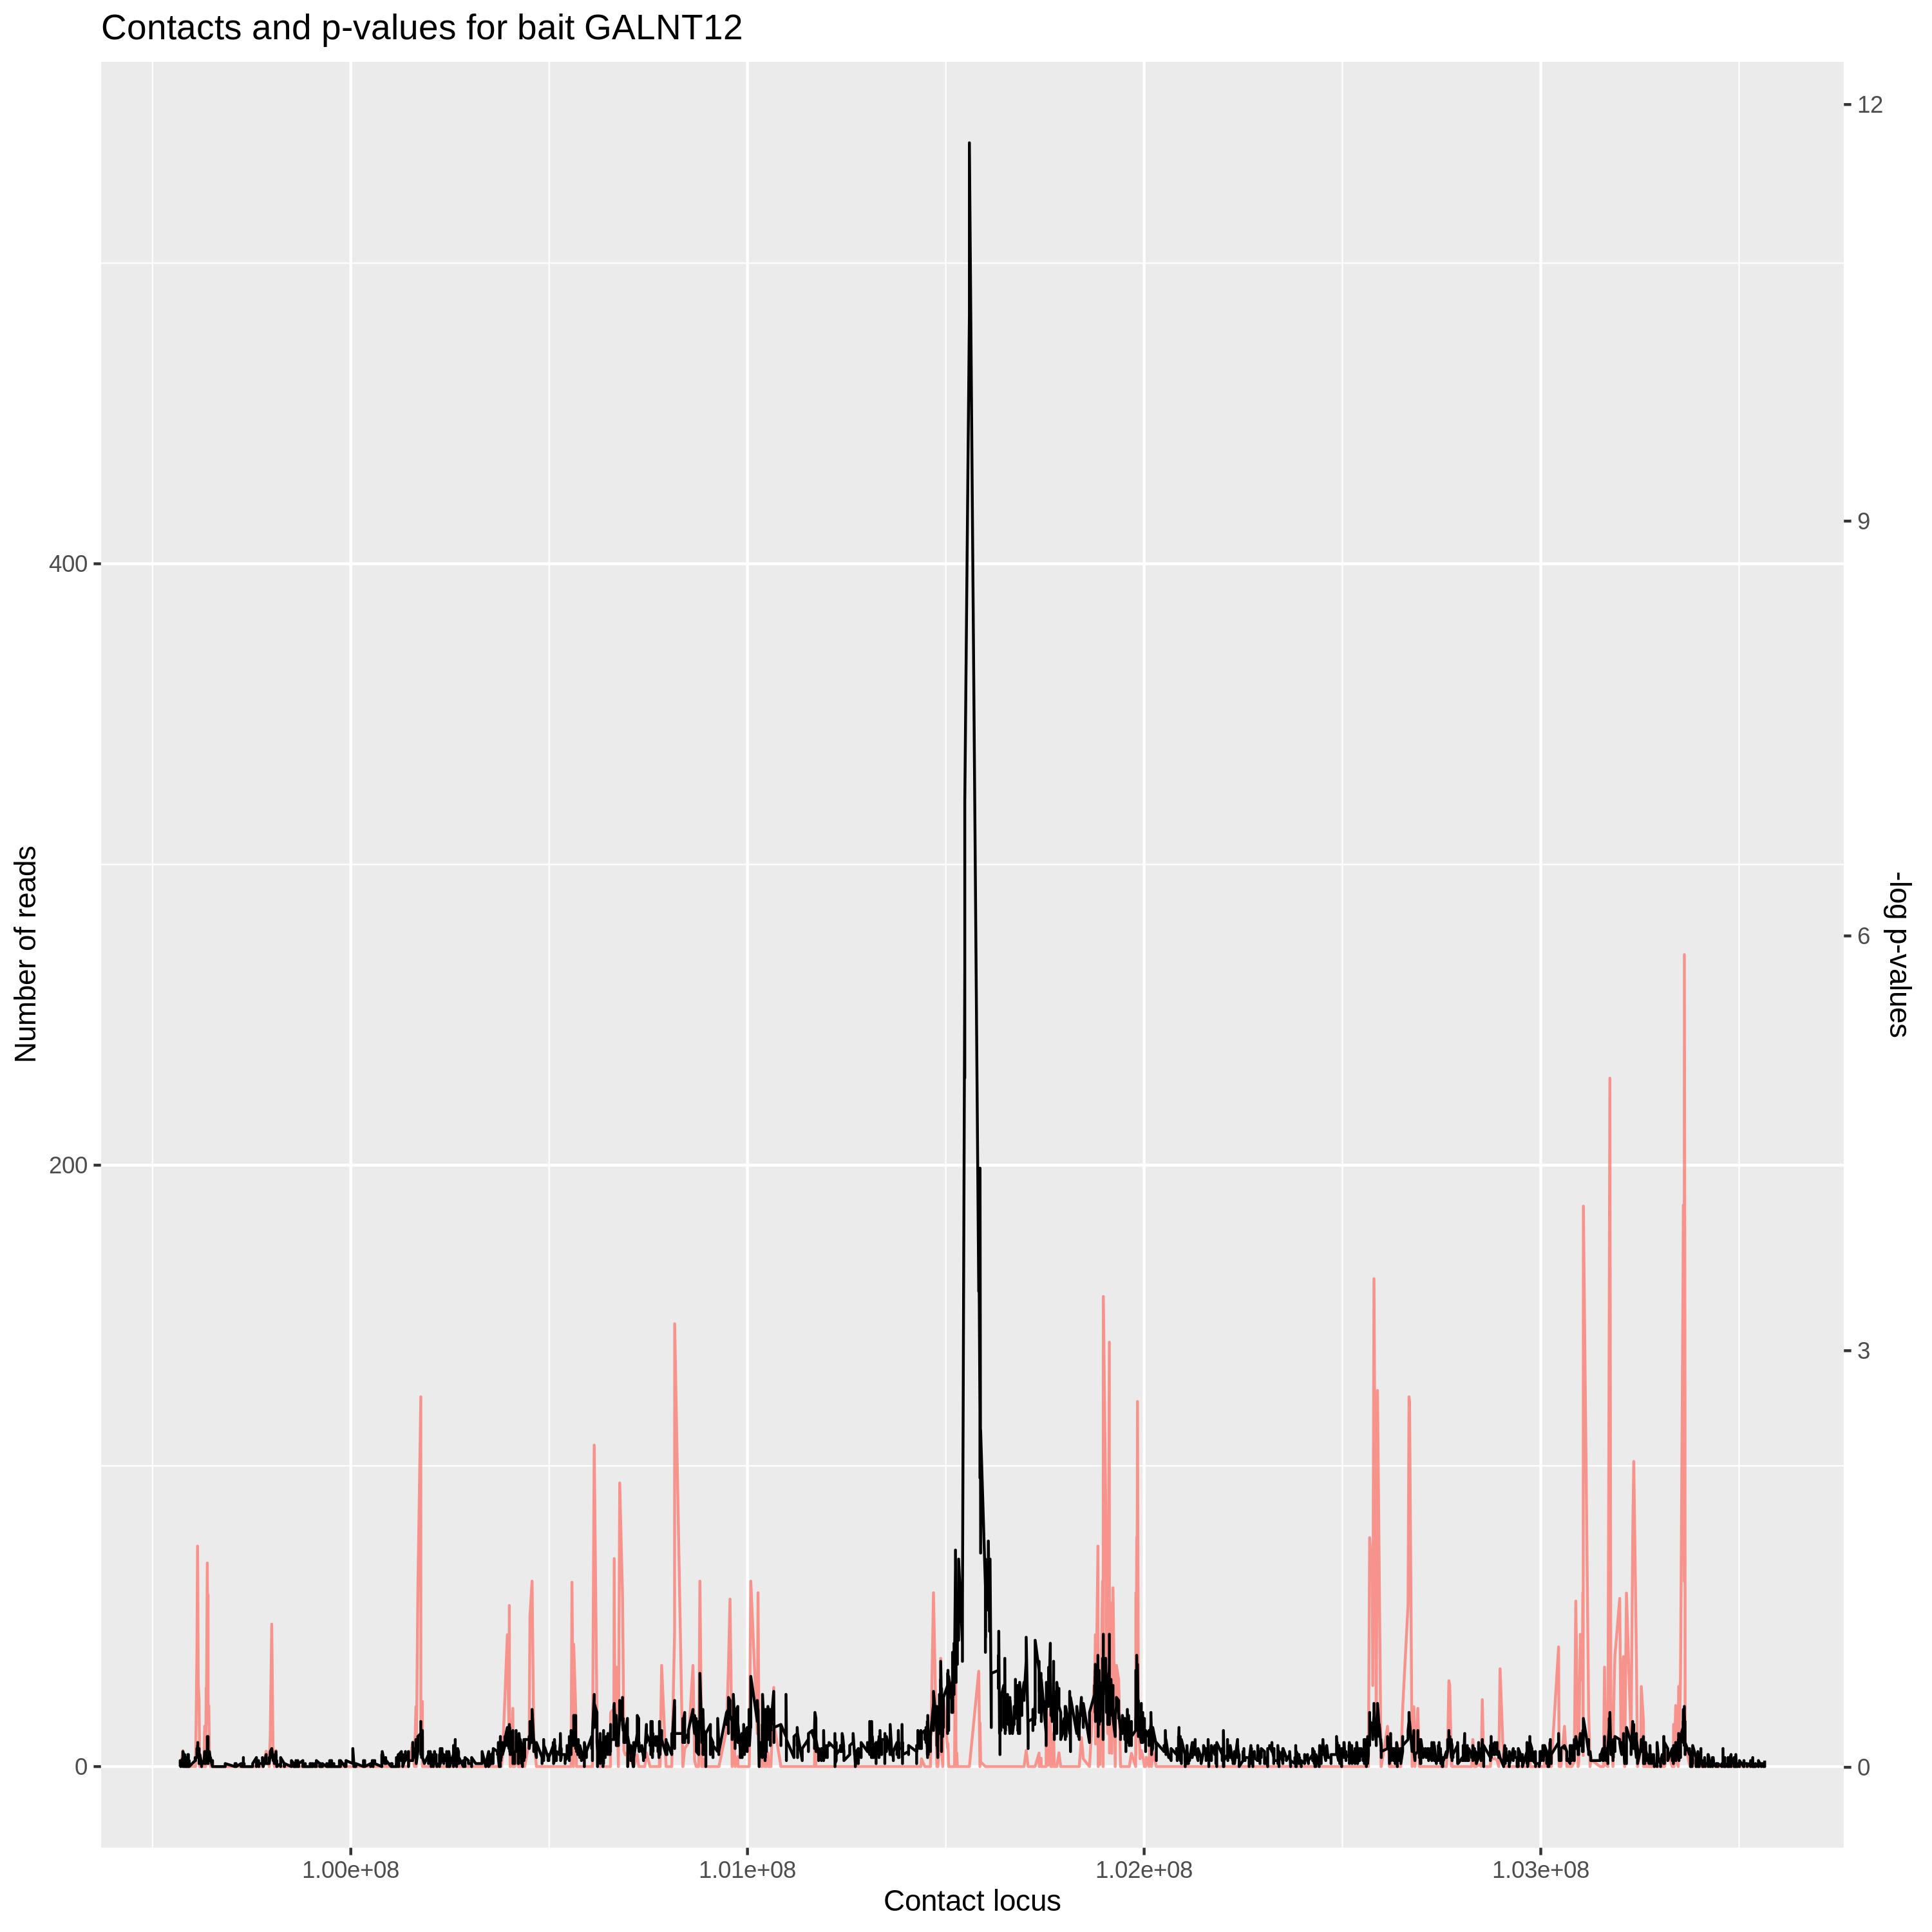 Contacts and p-values for bait GALNT12
Number of reads
400
200
0
12
9
6
3
0
-log p-values
1.00e+08
1.01e+08
1.02e+08
1.03e+08
Contact locus